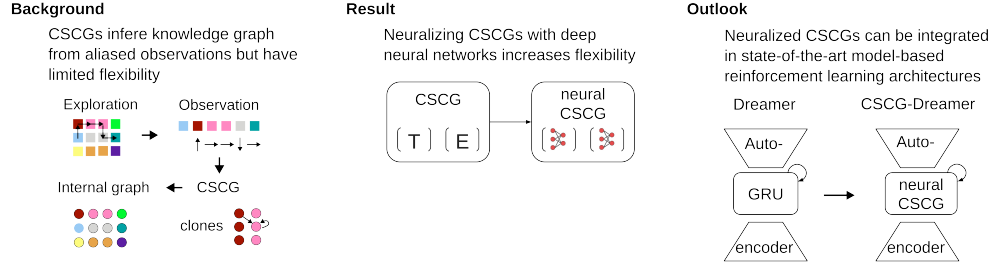 Background
CSCGs infere knowledge graph
from aliased observations but have
limited flexibility
Exploration
Observation
Internal graph
CSCG
clones
Result
Neuralizing CSCGs with deep
neural networks increases flexibility
CSCG
T
E
neural
CSCG
Outlook
Neuralized CSCGs can be integrated
in state-of-the-art model-based
reinforcement learning architectures
Dreamer
Auto-
GRU
encoder
CSCG-Dreamer
Auto-
neural
CSCG
encoder